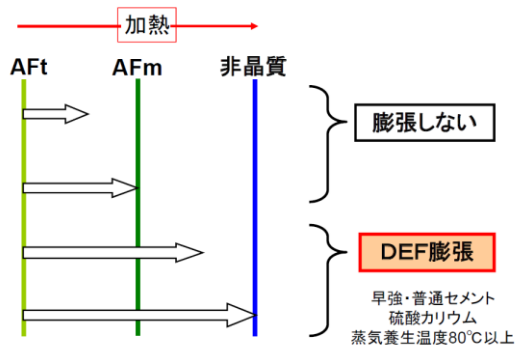 加熱
AFt
AFm
非晶質
膨張しない
DEF膨張
早強・普通セメント
硫酸カリウム
蒸気養生温度80℃以上